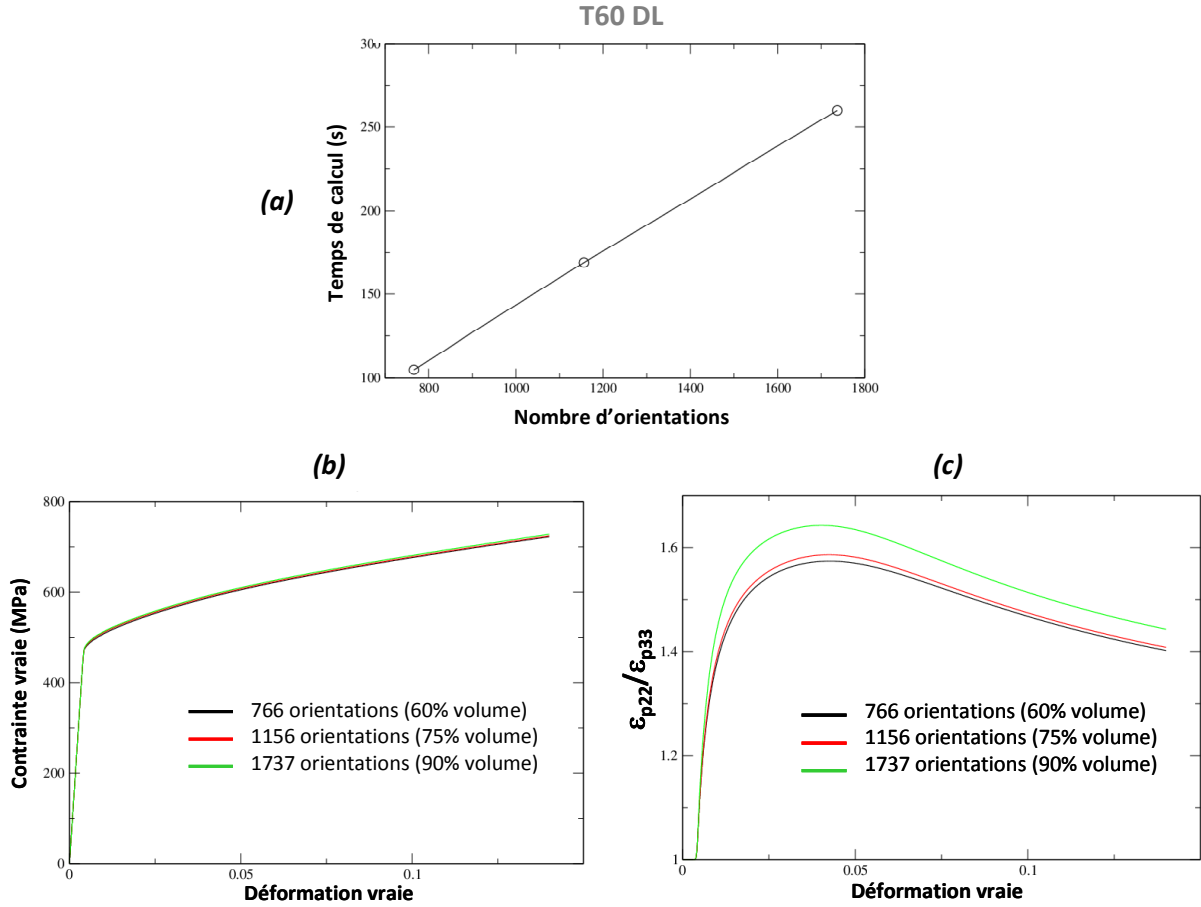 T60 DL
(a)
Temps de calcul (s)
300
250
200
150
100
800 1000 1200 1400 1600 1800
Nombre d'orientations
(b)
Contrainte vraie (MPa)
800
600
400
200
0
766 orientations (60% volume)
1156 orientations (75% volume)
1737 orientations (90% volume)
0 0.05 0.1
Déformation vraie
(c)
εp22/εp33
1.6
1.4
1.2
1
766 orientations (60% volume)
1156 orientations (75% volume)
1737 orientations (90% volume)
0 0.05 0.1
Déformation vraie